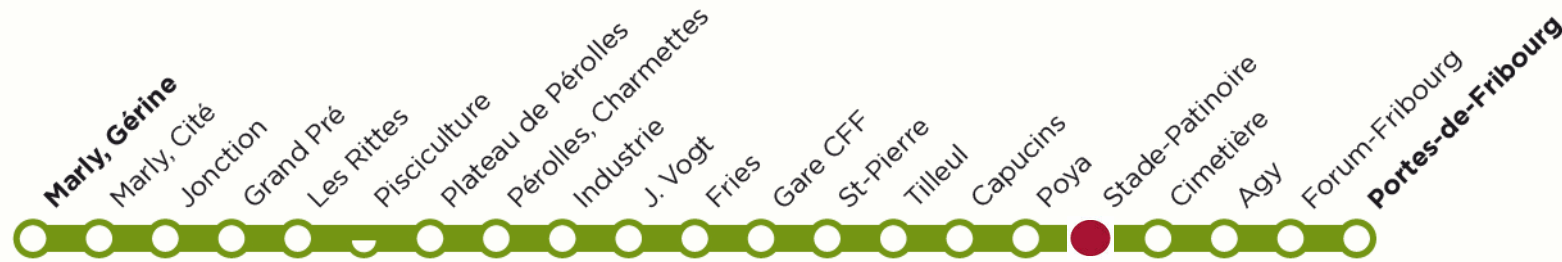 Marly, Gérine
Marly, Cité
Jonction
Grand Pré
Les Rittes
Pisciculture
Plateau de Pérolles
Pérolles, Charmettes
Industrie
J. Vogt
Fries
Gare CFF
St-Pierre
Tilleul
Capucins
Poya
Stade-Patinoire
Cimetière
Agy
Forum-Fribourg
Portes-de-Fribourg